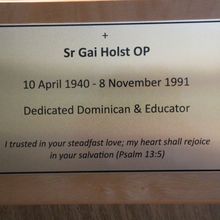 +
Sr Gai Holst OP
10 April 1940 - 8 November 1991
Dedicated Dominican & Educator
I trusted in your steadfast love; my heart shall rejoice
in your salvation (Psalm 13:5)